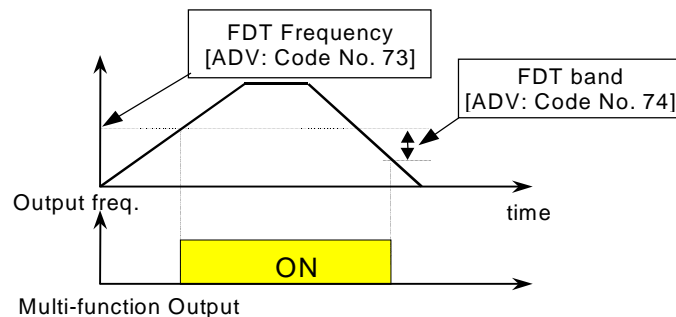 FDT Frequency
[ADV: Code No. 73]
FDT band
[ADV: Code No. 74]
Output freq.
time
ON
Multi-function Output